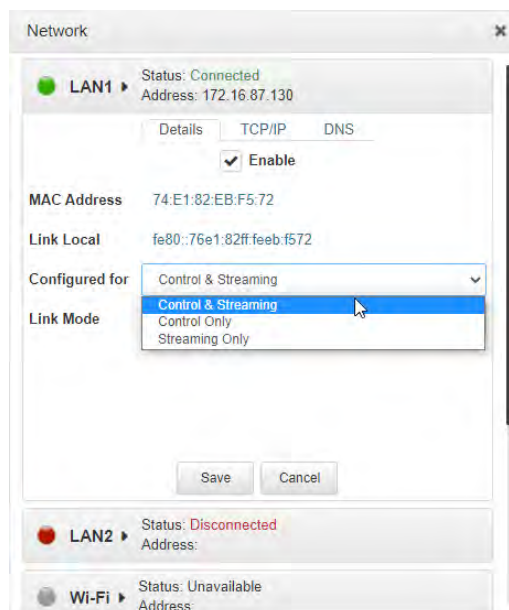 Network
LAN1
Status: Connected
Address: 172.16.87.130
Details TCP/IP DNS
Enable
MAC Address 74:E1:82:EB:F5:72
Link Local fe80::76e1:82ff:feeb:f572
Configured for Control & Streaming
Control & Streaming
Link Mode
Control Only
Streaming Only
Save Cancel
LAN2
Status: Disconnected
Address:
Wi-Fi
Status: Unavailable
Address: